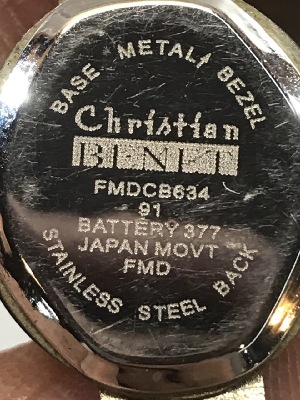 BASE METAL BEZEL
Christian
BENET
FMDCB634
91
BATTERY 377
JAPAN MOVT
FMD
STAINLESS STEEL BACK